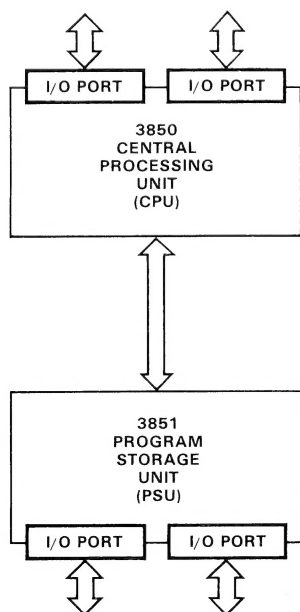 I/O PORT
I/O PORT
3850
CENTRAL
PROCESSING
UNIT
(CPU)
3851
PROGRAM
STORAGE
UNIT
(PSU)
I/O PORT
I/O PORT